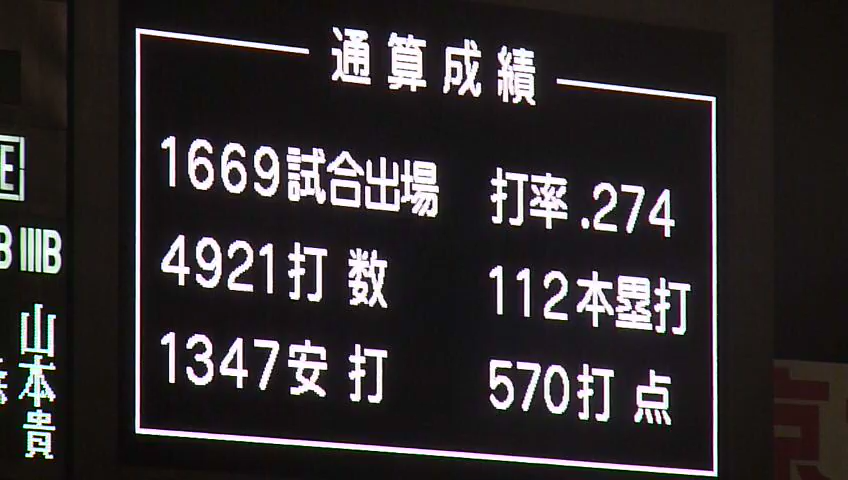 通算成績
1669試合出場 打率.274
4921打数 112本塁打
1347安打 570打点
E
B ⅢB
山本貴